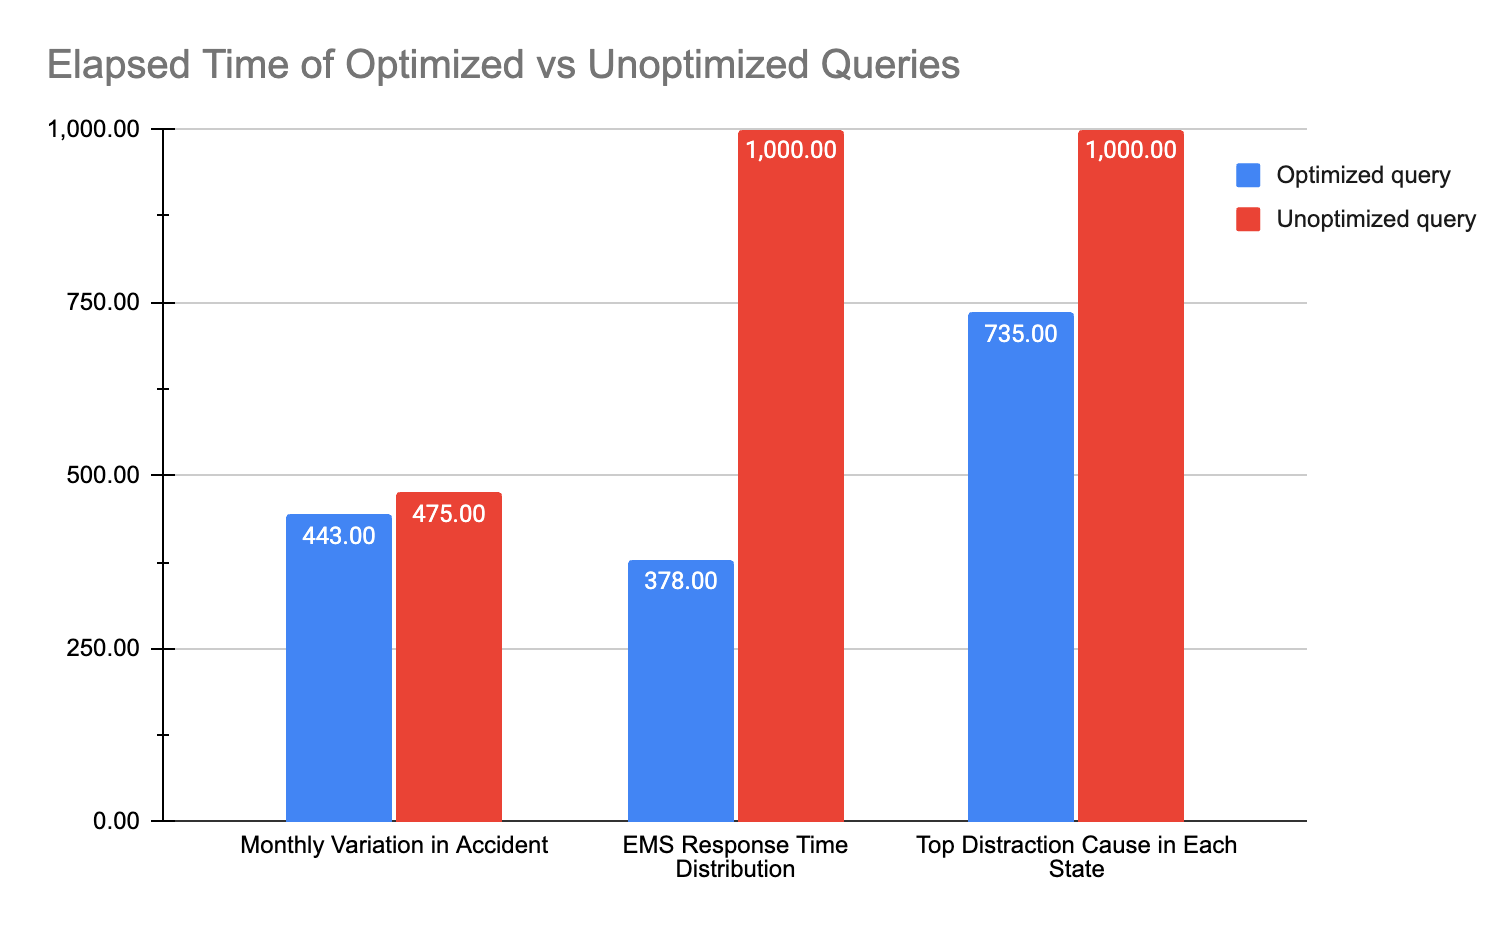 Elapsed Time of Optimized vs Unoptimized Queries
1,000.00
750.00
500.00
250.00
0.00
443.00
475.00
378.00
1,000.00
735.00
1,000.00
Optimized query
Unoptimized query
Monthly Variation in Accident
EMS Response Time
Distribution
Top Distraction Cause in Each
State